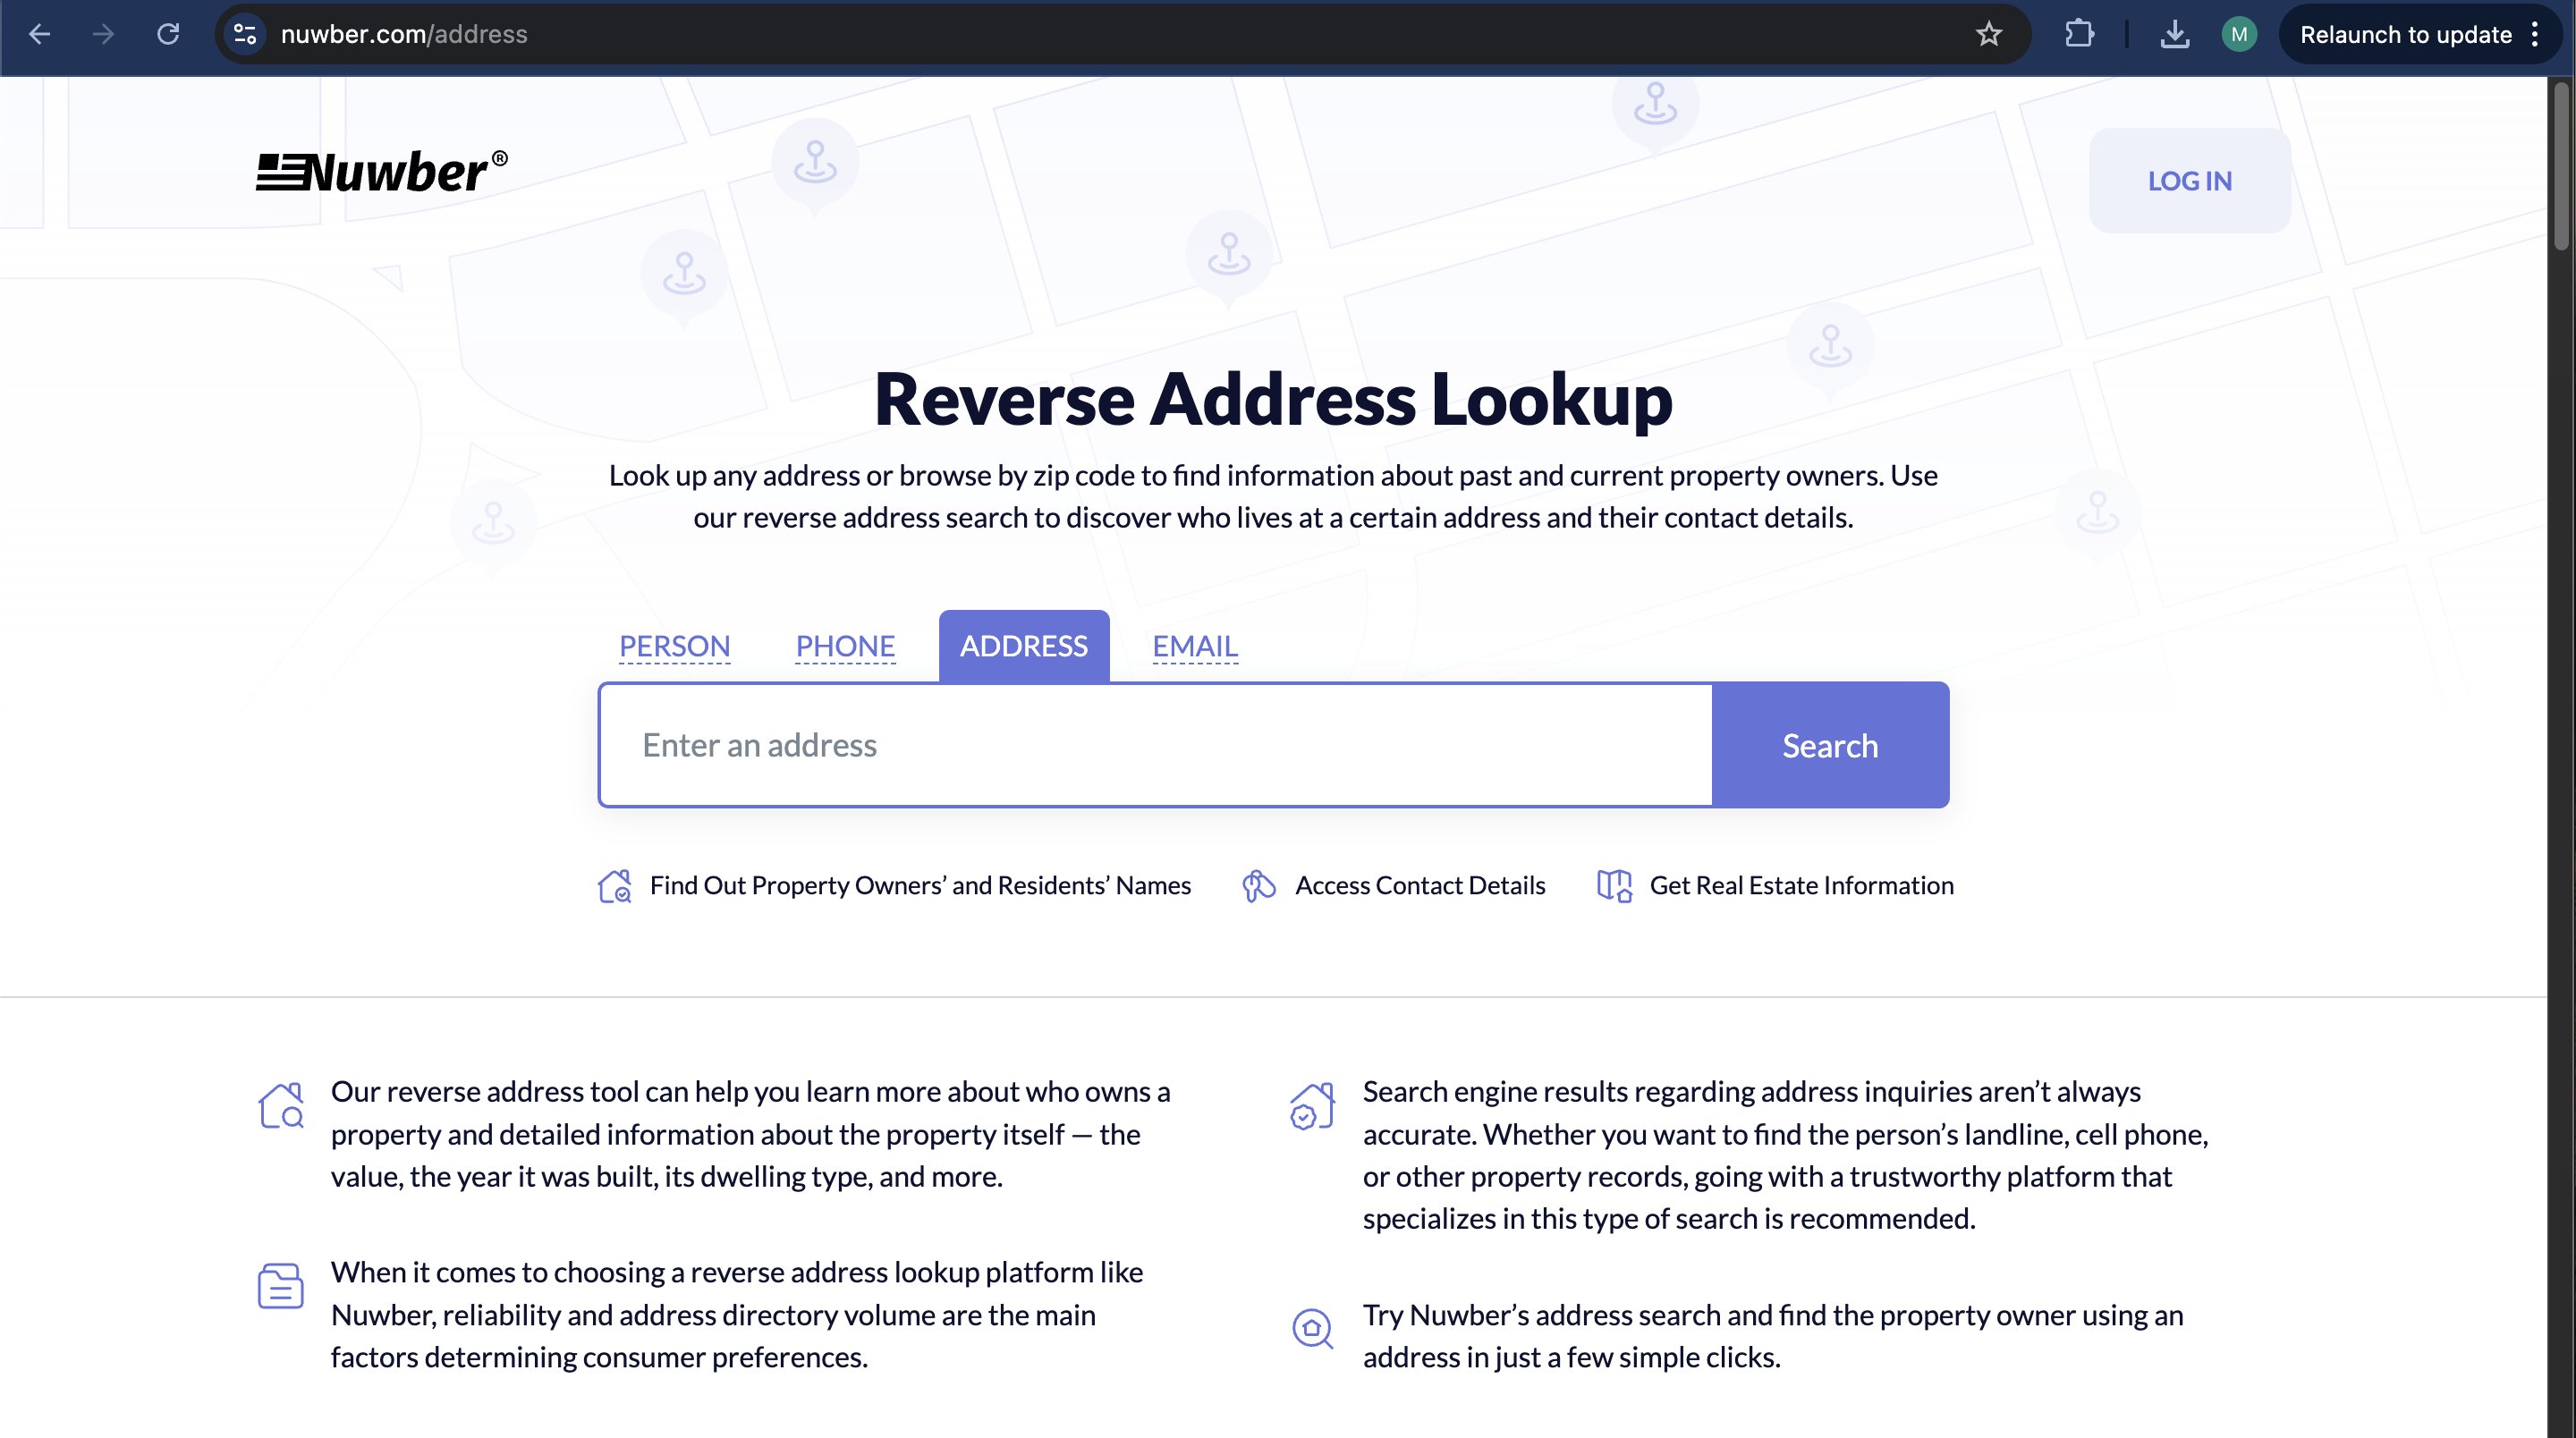 nuwber.com/address
M
Relaunch to update
Nuwber®
LOG IN
Reverse Address Lookup
Look up any address or browse by zip code to find information about past and current property owners. Use
our reverse address search to discover who lives at a certain address and their contact details.
PERSON PHONE ADDRESS EMAIL
Enter an address
Search
Find Out Property Owners’ and Residents’ Names
Access Contact Details
Get Real Estate Information
Our reverse address tool can help you learn more about who owns a
property and detailed information about the property itself — the
value, the year it was built, its dwelling type, and more.
Search engine results regarding address inquiries aren’t always
accurate. Whether you want to find the person’s landline, cell phone,
or other property records, going with a trustworthy platform that
specializes in this type of search is recommended.
When it comes to choosing a reverse address lookup platform like
Nuwber, reliability and address directory volume are the main
factors determining consumer preferences.
Try Nuwber’s address search and find the property owner using an
address in just a few simple clicks.